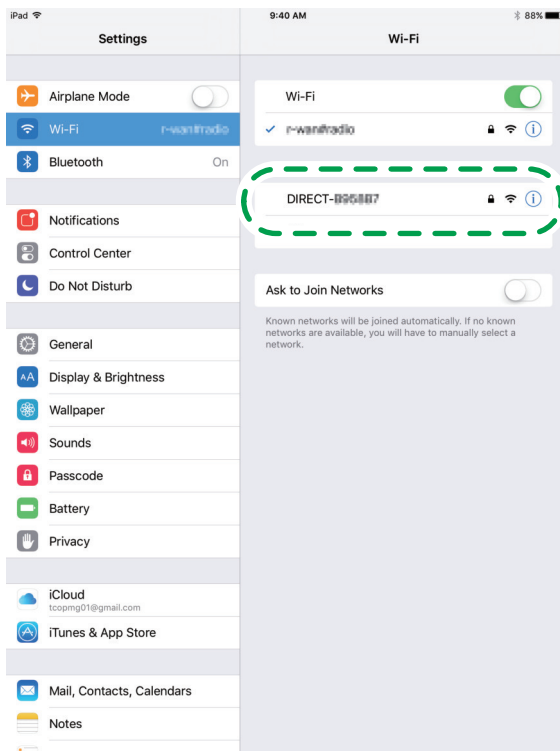 iPad 9:40 AM 88%
Settings
Airplane Mode
Wi-Fi
Bluetooth On
Notifications
Control Center
Do Not Disturb
General
AA Display & Brightness
Wallpaper
Sounds
Passcode
Battery
Privacy
iCloud
tcopmg01@gmail.com
iTunes & App Store
Mail, Contacts, Calendars
Notes
Wi-Fi
Wi-Fi
DIRECT-
Ask to Join Networks
Known networks will be joined automatically. If no known
networks are available, you will have to manually select a
network.